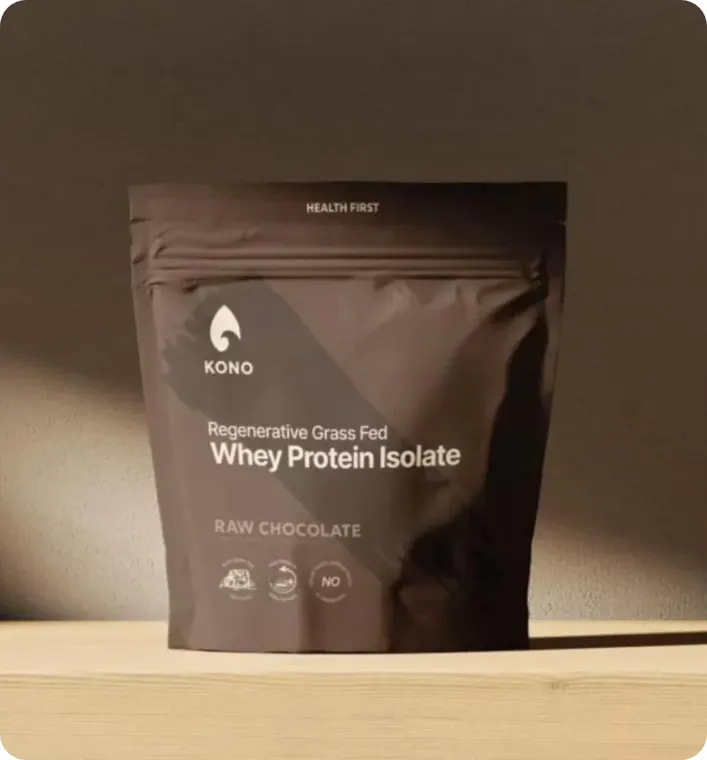 HEALTH FIRST
KONO
Regenerative Grass Fed
Whey Protein Isolate
RAW CHOCOLATE
NO